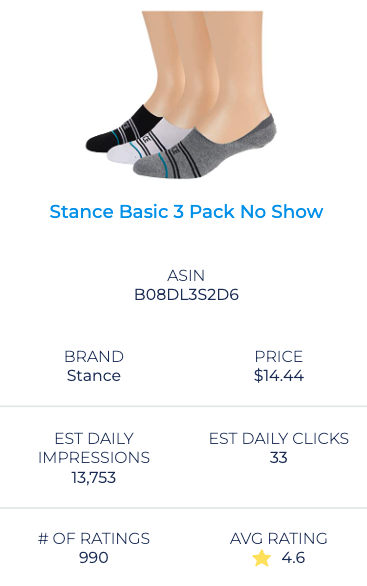 Stance Basic 3 Pack No Show
ASIN
B08DL3S2D6
BRAND
Stance
PRICE
$14.44
EST DAILY
IMPRESSIONS
13,753
EST DAILY CLICKS
33
# OF RATINGS
990
AVG RATING
4.6